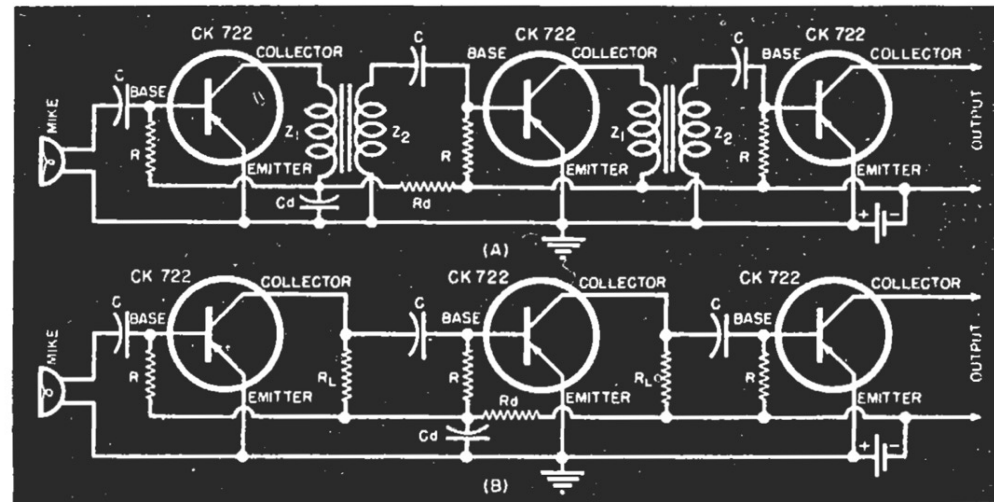 CK 722
COLLECTOR
C
BASE
MIKE
R
EMITTER
Z1
Z2
Cd
Rd
C
BASE
CK 722
COLLECTOR
R
EMITTER
Z1
Z2
C
BASE
CK 722
COLLECTOR
R
EMITTER
OUTPUT
+ -
(A)
CK 722
COLLECTOR
C
BASE
MIKE
R
EMITTER
RL
C
BASE
CK 722
COLLECTOR
R
Rd
Cd
EMITTER
RL
C
BASE
CK 722
COLLECTOR
R
EMITTER
OUTPUT
+ -
(B)